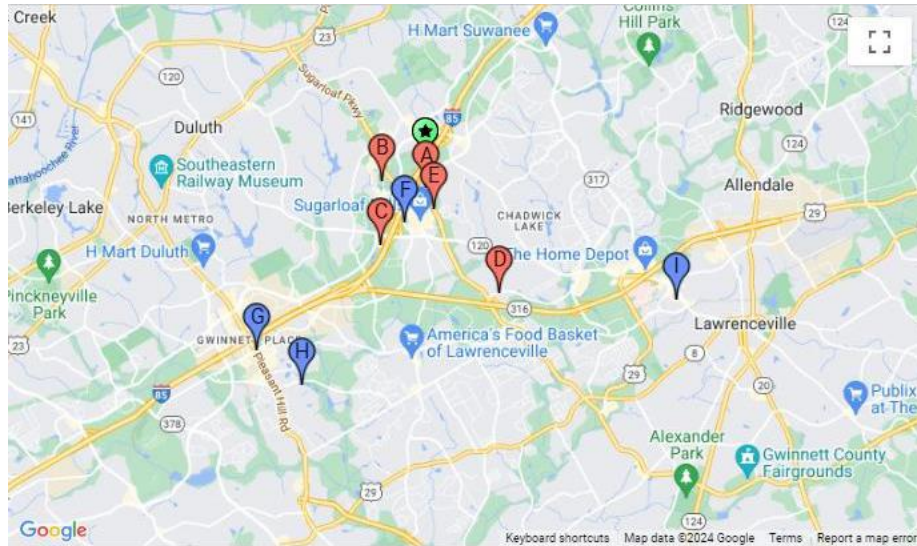 Creek
Collins
Hill Park
H Mart Suwanee
23
120
Sugarloaf Pkwy
85
141
Duluth
Ridgewood
124
B
A
Southeastern
Railway Museum
E
F
317
Allendale
Berkeley Lake
Sugarloaf
29
NORTH METRO
C
CHADWICK
LAKE
H Mart Duluth
120
The Home Depot
D
I
Pinckneyville
Park
316
G
Lawrenceville
America's Food Basket
of Lawrenceville
23
GWINNETT PLACE
H
8
29
20
85
Pleasant Hill Rd
Publix
at The
378
Alexander
Park
Gwinnett County
Fairgrounds
29
124
Google
Keyboard shortcuts
Map data ©2024 Google
Terms
Report a map error